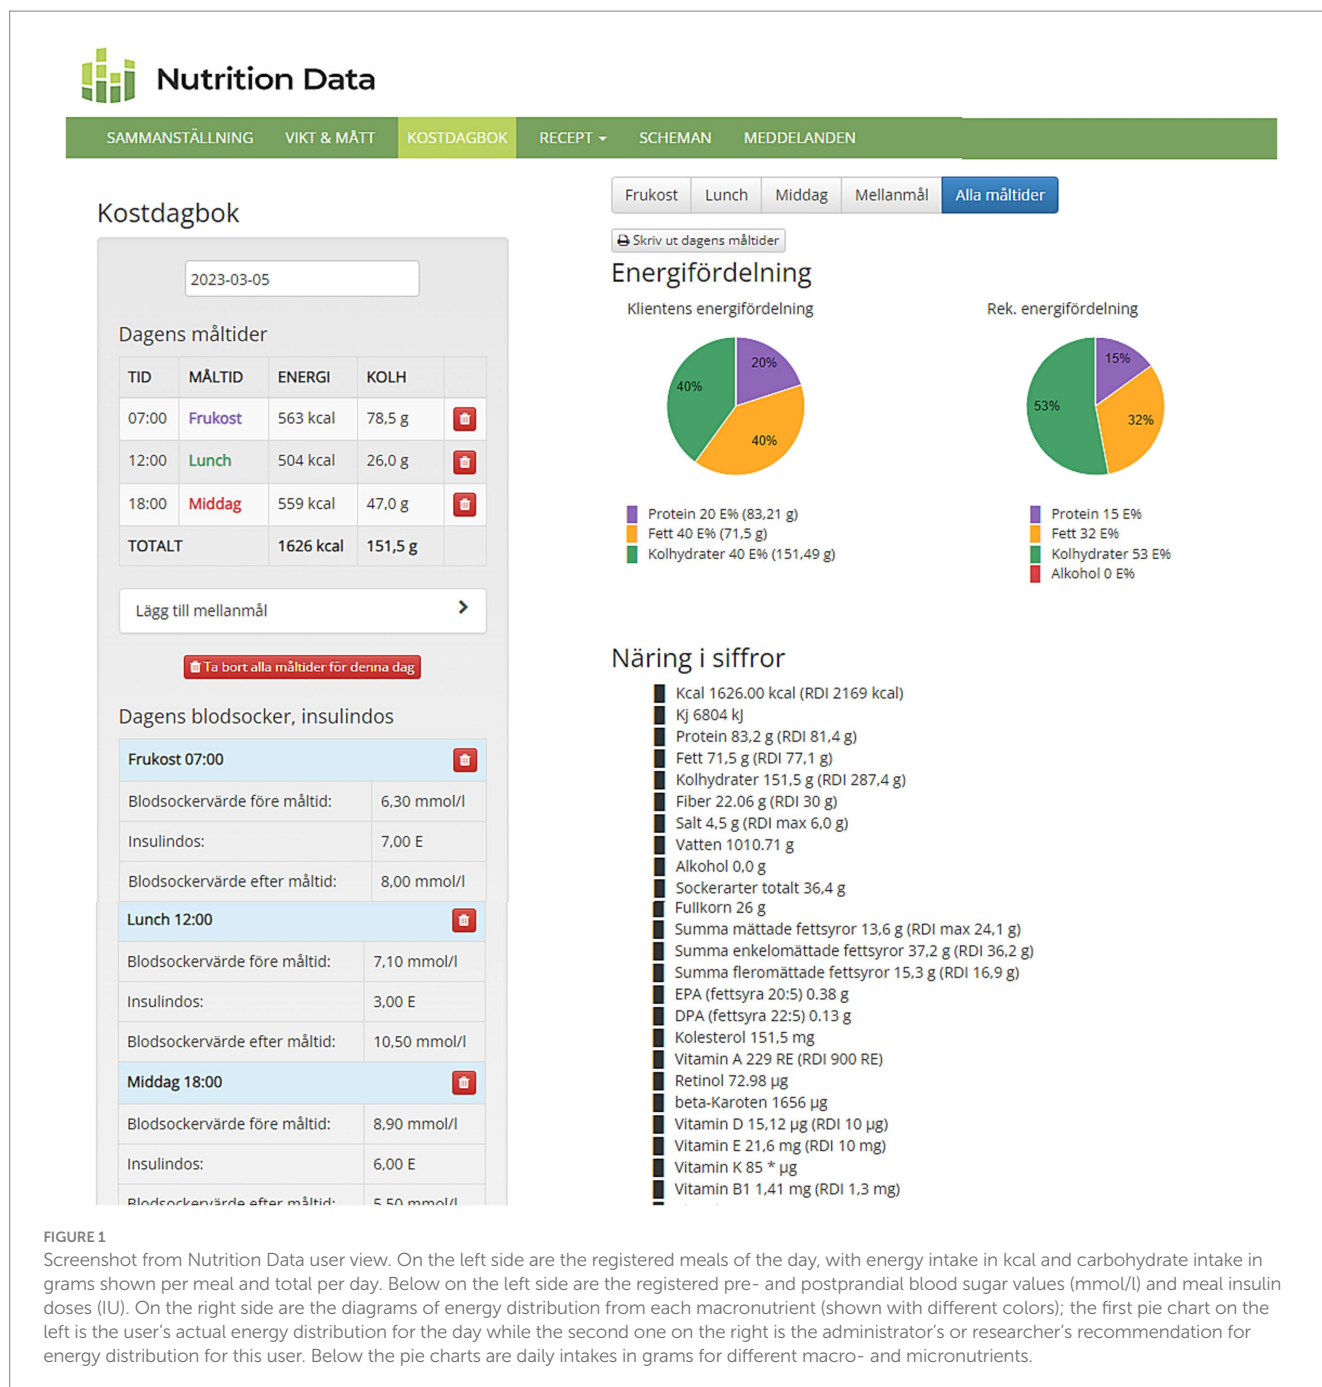 Nutrition Data
SAMMANSTÄLLNING VIKT & MÅTT KOSTDAGBOK RECEPT SCHEMAN MEDDELANDEN
Kostdagbok
2023-03-05
Dagens måltider
TID MÅLTID ENERGI KOLH
07:00 Frukost 563 kcal 78,5 g
12:00 Lunch 504 kcal 26,0 g
18:00 Middag 559 kcal 47,0 g
TOTALT 1626 kcal 151,5 g
Lägg till mellanmål
Ta bort alla måltider för denna dag
Dagens blodsocker, insulindos
Frukost 07:00
Blodsockervärde före måltid: 6,30 mmol/l
Insulindos: 7,00 E
Blodsockervärde efter måltid: 8,00 mmol/l
Lunch 12:00
Blodsockervärde före måltid: 7,10 mmol/l
Insulindos: 3,00 E
Blodsockervärde efter måltid: 10,50 mmol/l
Middag 18:00
Blodsockervärde före måltid: 8,90 mmol/l
Insulindos: 6,00 E
Blodsockervärde efter måltid: 5,50 mmol/l
Frukost Lunch Middag Mellanmål Alla måltider
Skriv ut dagens måltider
Energifördelning
Klientens energifördelning
20%
40%
40%
Protein 20 E% (83,21 g)
Fett 40 E% (71,5 g)
Kolhydrater 40 E% (151,49 g)
Rek. energifördelning
15%
53%
32%
Protein 15 E%
Fett 32 E%
Kolhydrater 53 E%
Alkohol 0 E%
Näring i siffror
Kcal 1626.00 kcal (RDI 2169 kcal)
Kj 6804 kJ
Protein 83,2 g (RDI 81,4 g)
Fett 71,5 g (RDI 77,1 g)
Kolhydrater 151,5 g (RDI 287,4 g)
Fiber 22.06 g (RDI 30 g)
Salt 4,5 g (RDI max 6,0 g)
Vatten 1010.71 g
Alkohol 0,0 g
Sockerarter totalt 36,4 g
Fullkorn 26 g
Summa mättade fettsyror 13,6 g (RDI max 24,1 g)
Summa enkelomättade fettsyror 37,2 g (RDI 36,2 g)
Summa fleromättade fettsyror 15,3 g (RDI 16,9 g)
EPA (fettsyra 20:5) 0.38 g
DPA (fettsyra 22:5) 0.13 g
Kolesterol 151,5 mg
Vitamin A 229 RE (RDI 900 RE)
Retinol 72.98 µg
beta-Karoten 1656 µg
Vitamin D 15,12 µg (RDI 10 µg)
Vitamin E 21,6 mg (RDI 10 mg)
Vitamin K 85 * µg
Vitamin B1 1,41 mg (RDI 1,3 mg)
FIGURE 1
Screenshot from Nutrition Data user view. On the left side are the registered meals of the day, with energy intake in kcal and carbohydrate intake in
grams shown per meal and total per day. Below on the left side are the registered pre- and postprandial blood sugar values (mmol/l) and meal insulin
doses (IU). On the right side are the diagrams of energy distribution from each macronutrient (shown with different colors); the first pie chart on the
left is the user's actual energy distribution for the day while the second one on the right is the administrator's or researcher's recommendation for
energy distribution for this user. Below the pie charts are daily intakes in grams for different macro- and micronutrients.